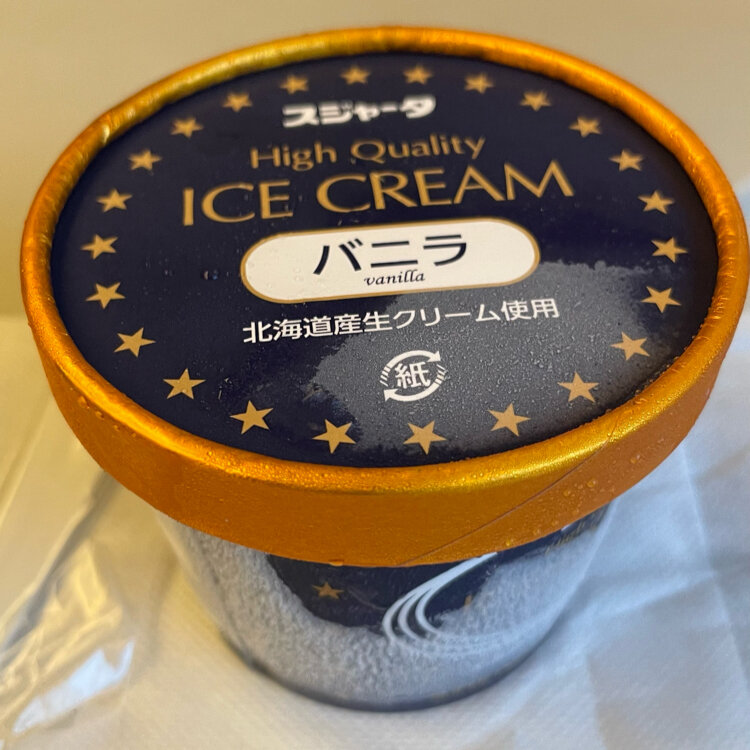 スジャータ
High Quality
ICE CREAM
バニラ
vanilla
北海道産生クリーム使用
紙